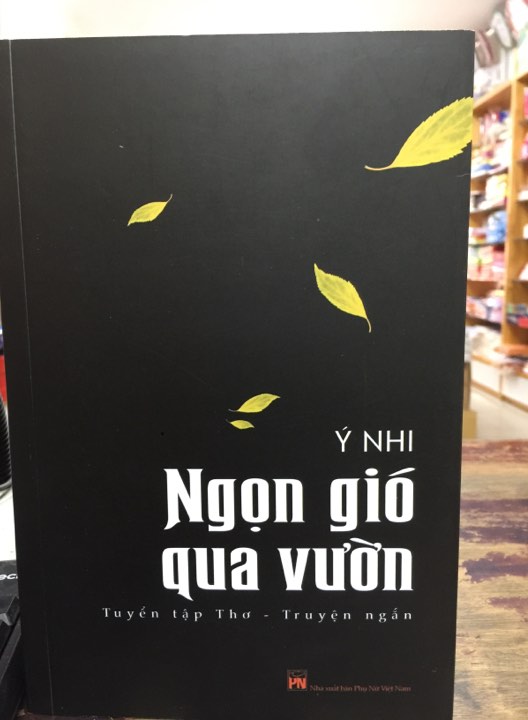 Ý NHI
Ngọn gió
qua vườn
Tuyển tập Thơ - Truyện ngắn
PN
Nhà xuất bản Phụ Nữ Việt Nam